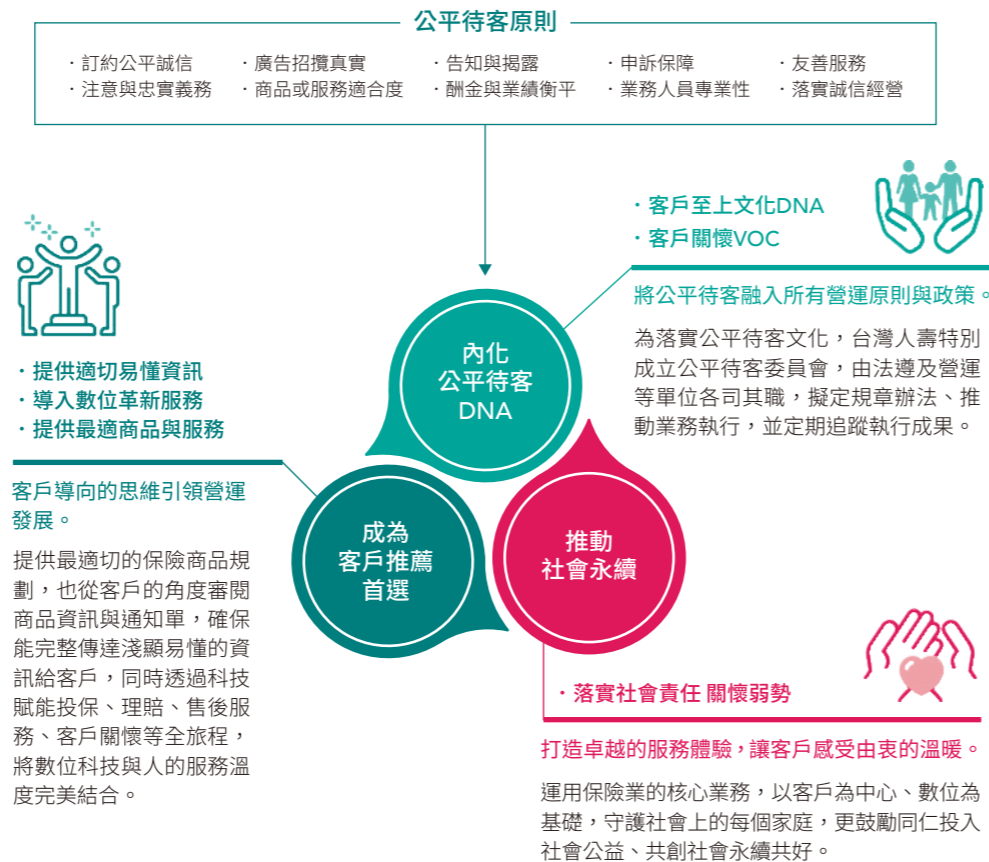 公平待客原則
・訂約公平誠信
・廣告招攬真實
・告知與揭露
・申訴保障
・友善服務
・注意與忠實義務
・商品或服務適合度
・酬金與業績衡平
・業務人員專業性
・落實誠信經營
・客戶至上文化DNA
・客戶關懷VOC
將公平待客融入所有營運原則與政策。
為落實公平待客文化，台灣人壽特別
成立公平待客委員會，由法遵及營運
等單位各司其職，擬定規章辦法、推
動業務執行，並定期追蹤執行成果。
內化
公平待客
DNA
・提供適切易懂資訊
・導入數位革新服務
・提供最適商品與服務
客戶導向的思維引領營運
發展。
提供最適切的保險商品規
劃，也從客戶的角度審閱
商品資訊與通知單，確保
能完整傳達淺顯易懂的資
訊給客戶，同時透過科技
賦能投保、理賠、售後服
務、客戶關懷等全旅程，
將數位科技與人的服務溫
度完美結合。
成為
客戶推薦
首選
推動
社會永續
・落實社會責任 關懷弱勢
打造卓越的服務體驗，讓客戶感受由衷的溫暖。
運用保險業的核心業務，以客戶為中心、數位為
基礎，守護社會上的每個家庭，更鼓勵同仁投入
社會公益、共創社會永續共好。